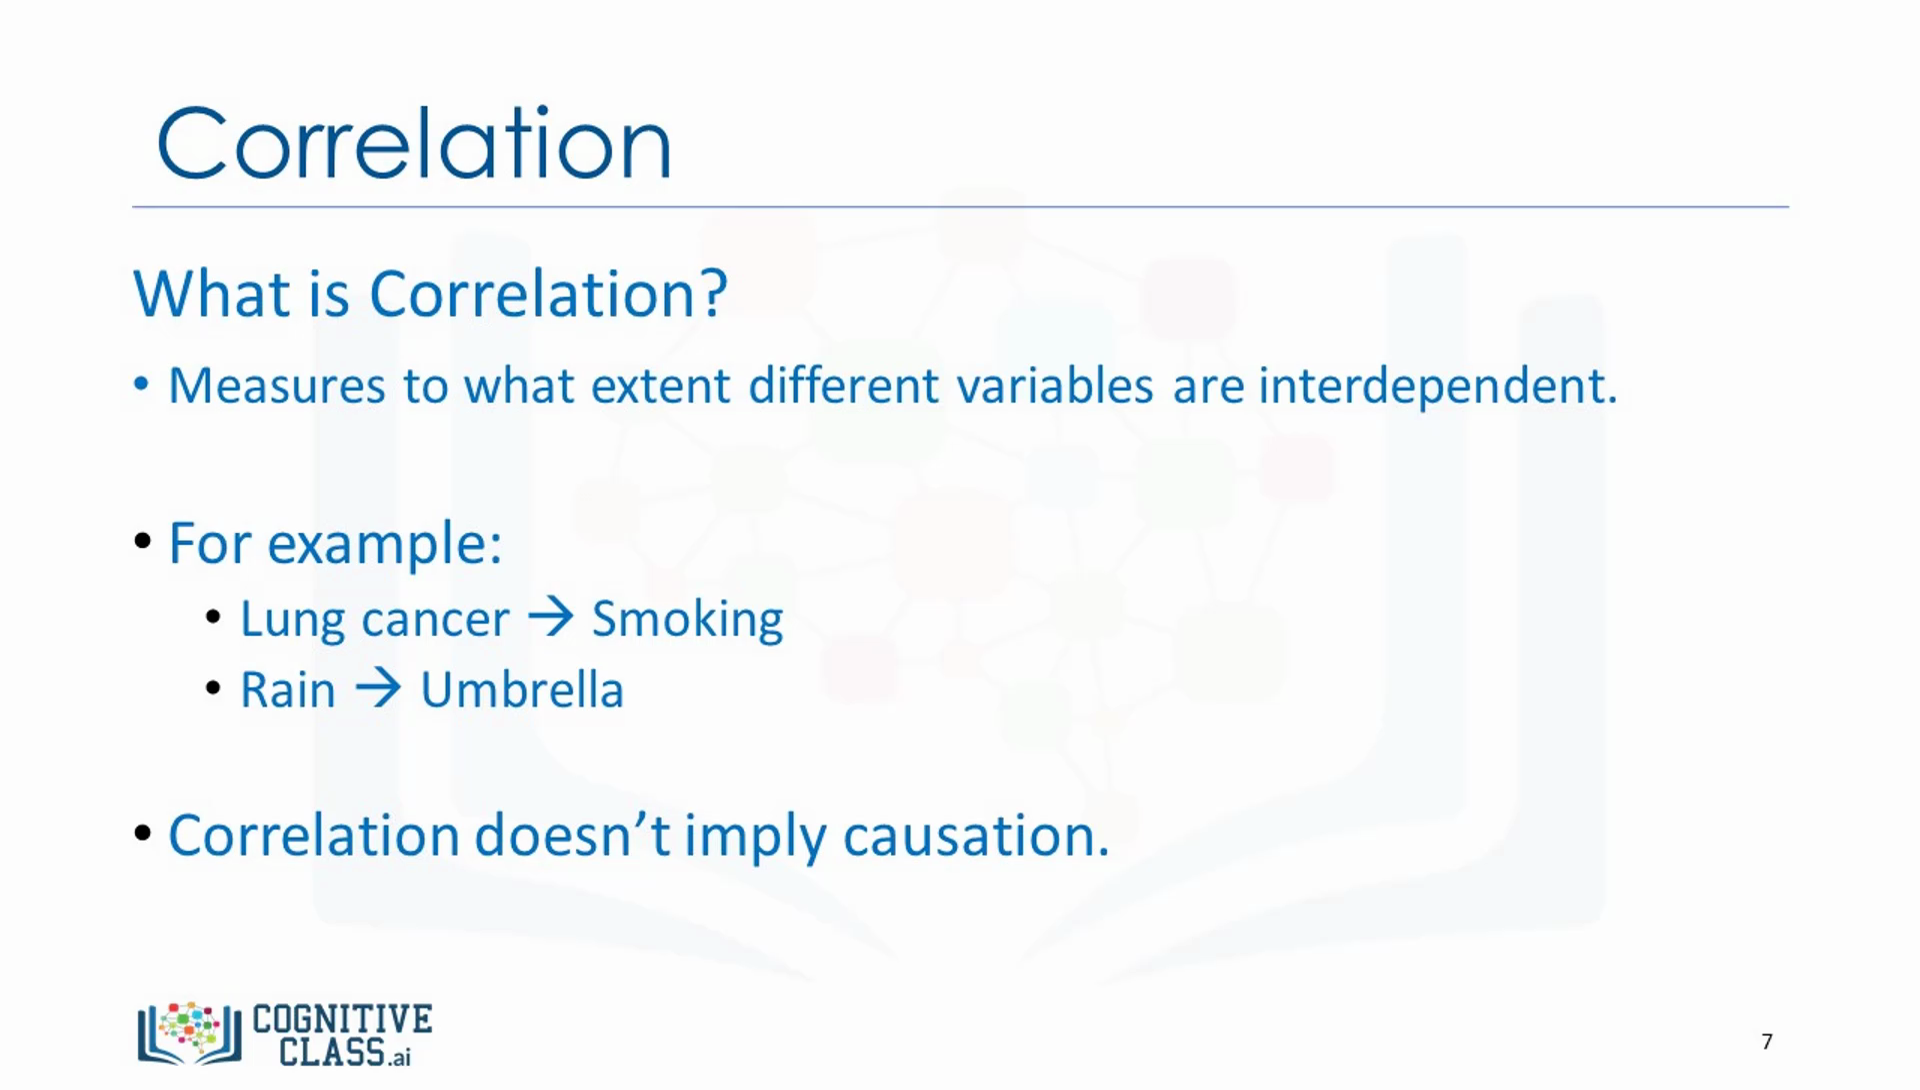 Correlation
What is Correlation?
• Measures to what extent different variables are interdependent.
• For example:
• Lung cancer → Smoking
• Rain → Umbrella
• Correlation doesn’t imply causation.
COGNITIVE
CLASS.ai
7